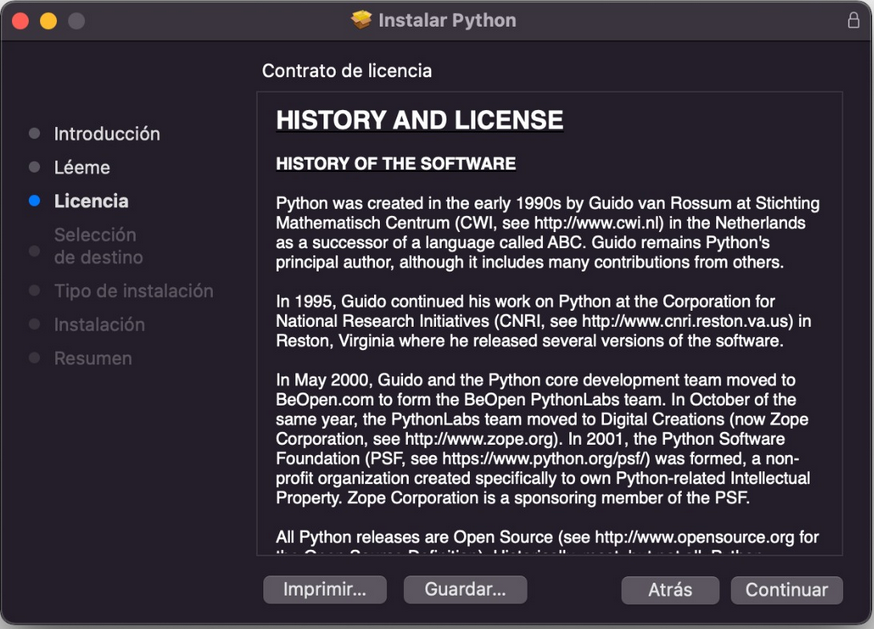 Instalar Python
Contrato de licencia
Introducción
Léeme
Licencia
Selección
de destino
Tipo de instalación
Instalación
Resumen
HISTORY AND LICENSE
HISTORY OF THE SOFTWARE
Python was created in the early 1990s by Guido van Rossum at Stichting
Mathematisch Centrum (CWI, see http://www.cwi.nl) in the Netherlands
as a successor of a language called ABC. Guido remains Python's
principal author, although it includes many contributions from others.
In 1995, Guido continued his work on Python at the Corporation for
National Research Initiatives (CNRI, see http://www.cnri.reston.va.us) in
Reston, Virginia where he released several versions of the software.
In May 2000, Guido and the Python core development team moved to
BeOpen.com to form the BeOpen PythonLabs team. In October of the
same year, the PythonLabs team moved to Digital Creations (now Zope
Corporation, see http://www.zope.org). In 2001, the Python Software
Foundation (PSF, see https://www.python.org/psf/) was formed, a non-
profit organization created specifically to own Python-related Intellectual
Property. Zope Corporation is a sponsoring member of the PSF.
All Python releases are Open Source (see http://www.opensource.org for
the Open Source Definition). Historically, most, but not all, Python
Imprimir...
Guardar...
Atrás
Continuar